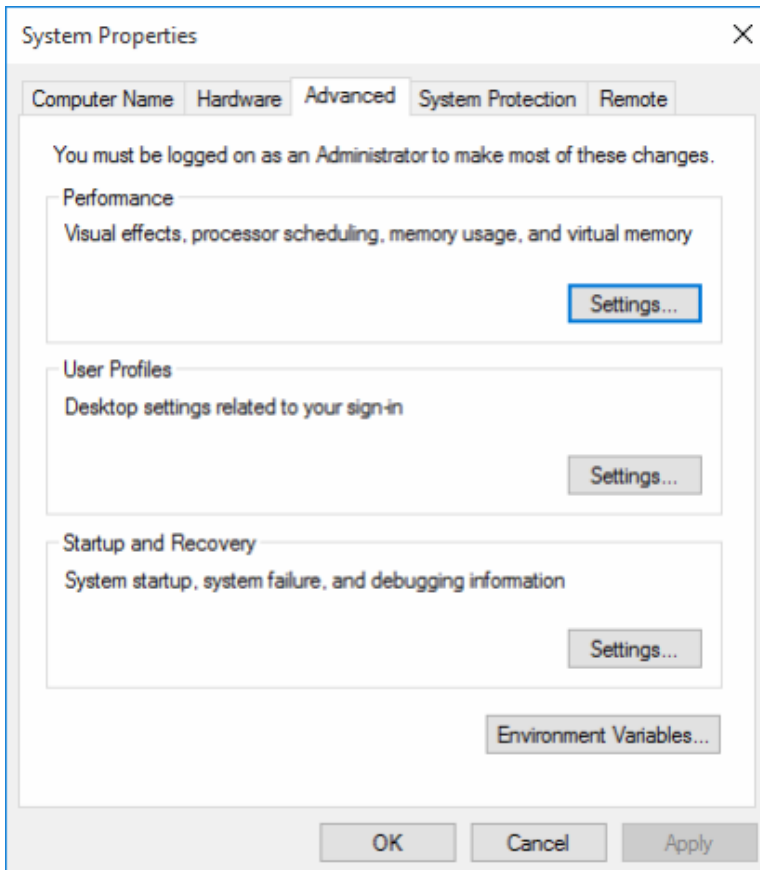 System Properties
Computer Name Hardware Advanced System Protection Remote
You must be logged on as an Administrator to make most of these changes.
Performance
Visual effects, processor scheduling, memory usage, and virtual memory
Settings...
User Profiles
Desktop settings related to your sign-in
Settings...
Startup and Recovery
System startup, system failure, and debugging information
Settings...
Environment Variables...
OK Cancel Apply